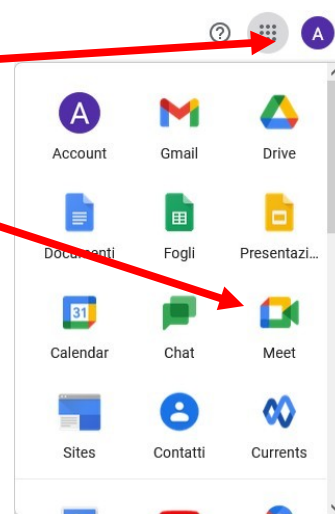 A
A
Account Gmail Drive
Documenti Fogli Presentazi...
31
Calendar Chat Meet
Sites Contatti Currents